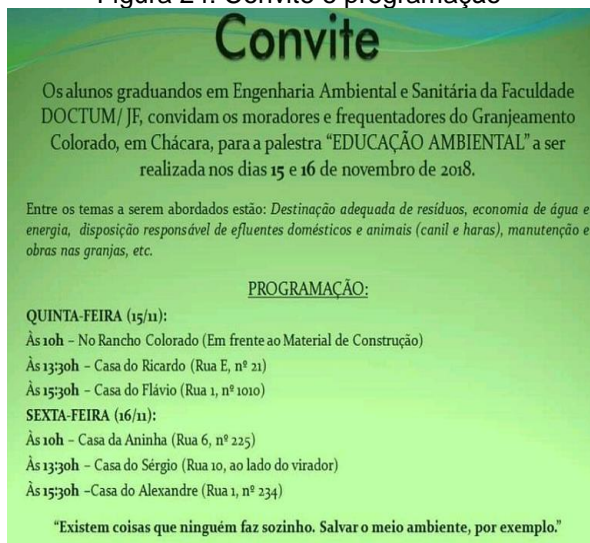 Figura 24: Convite e programação
Convite
Os alunos graduandos em Engenharia Ambiental e Sanitária da Faculdade
DOCTUM/ JF, convidam os moradores e frequentadores do Granjeamento
Colorado, em Chácara, para a palestra “EDUCAÇÃO AMBIENTAL” a ser
realizada nos dias 15 e 16 de novembro de 2018.
Entre os temas a serem abordados estão: Destinação adequada de resíduos, economia de água e
energia, disposição responsável de efluentes domésticos e animais (canil e haras), manutenção e
obras nas granjas, etc.
PROGRAMAÇÃO:
QUINTA-FEIRA (15/11):
Às 10h – No Rancho Colorado (Em frente ao Material de Construção)
Às 13:30h – Casa do Ricardo (Rua E, nº 21)
Às 15:30h – Casa do Flávio (Rua 1, nº 1010)
SEXTA-FEIRA (16/11):
Às 10h – Casa da Aninha (Rua 6, nº 225)
Às 13:30h – Casa do Sérgio (Rua 10, ao lado do virador)
Às 15:30h –Casa do Alexandre (Rua 1, nº 234)
“Existem coisas que ninguém faz sozinho. Salvar o meio ambiente, por exemplo.”